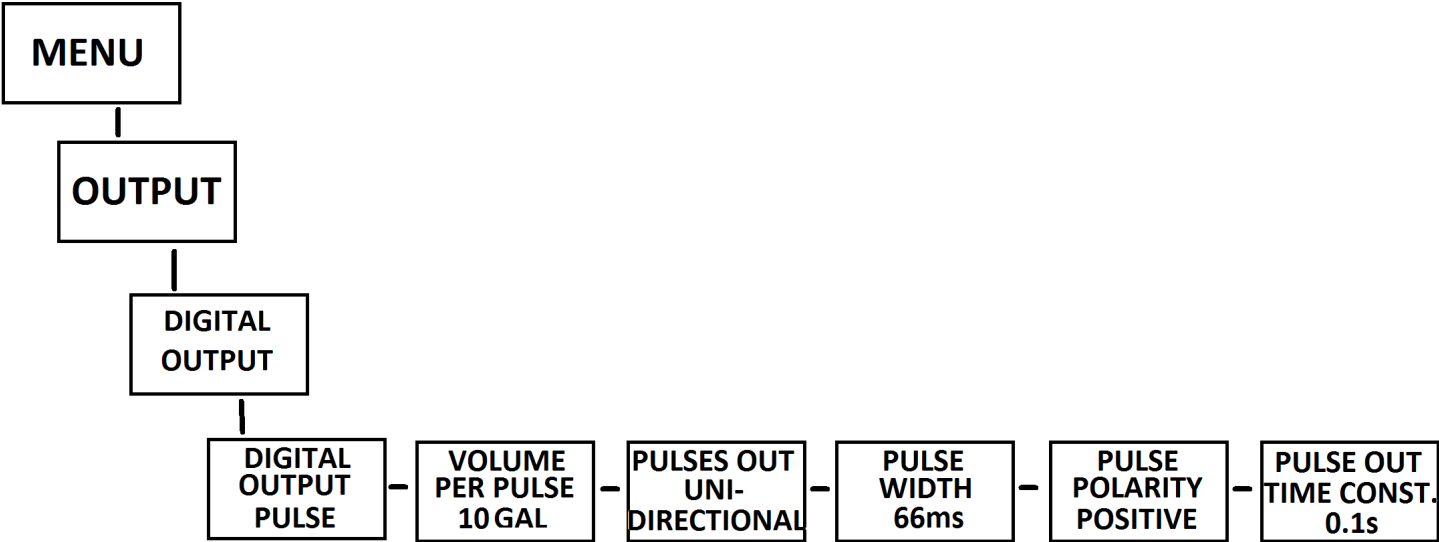 MENU
OUTPUT
DIGITAL
OUTPUT
DIGITAL
OUTPUT
PULSE
VOLUME
PER PULSE
10 GAL
PULSES OUT
UNI-
DIRECTIONAL
PULSE
WIDTH
66ms
PULSE
POLARITY
POSITIVE
PULSE OUT
TIME CONST.
0.1s